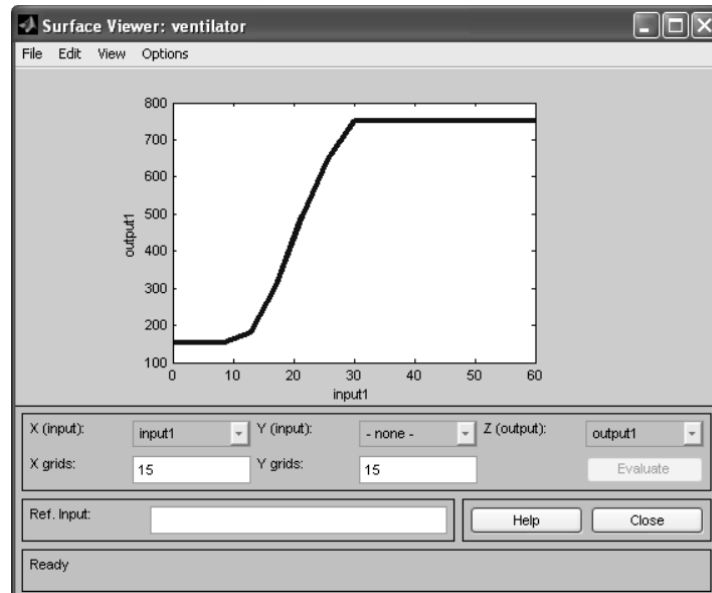 Surface Viewer: ventilator
File Edit View Options
800
700
600
500
400
300
200
100
output1
0 10 20 30 40 50 60
input1
X (input): input1 Y (input): - none - Z (output): output1
X grids: 15 Y grids: 15 Evaluate
Ref. Input: Help Close
Ready